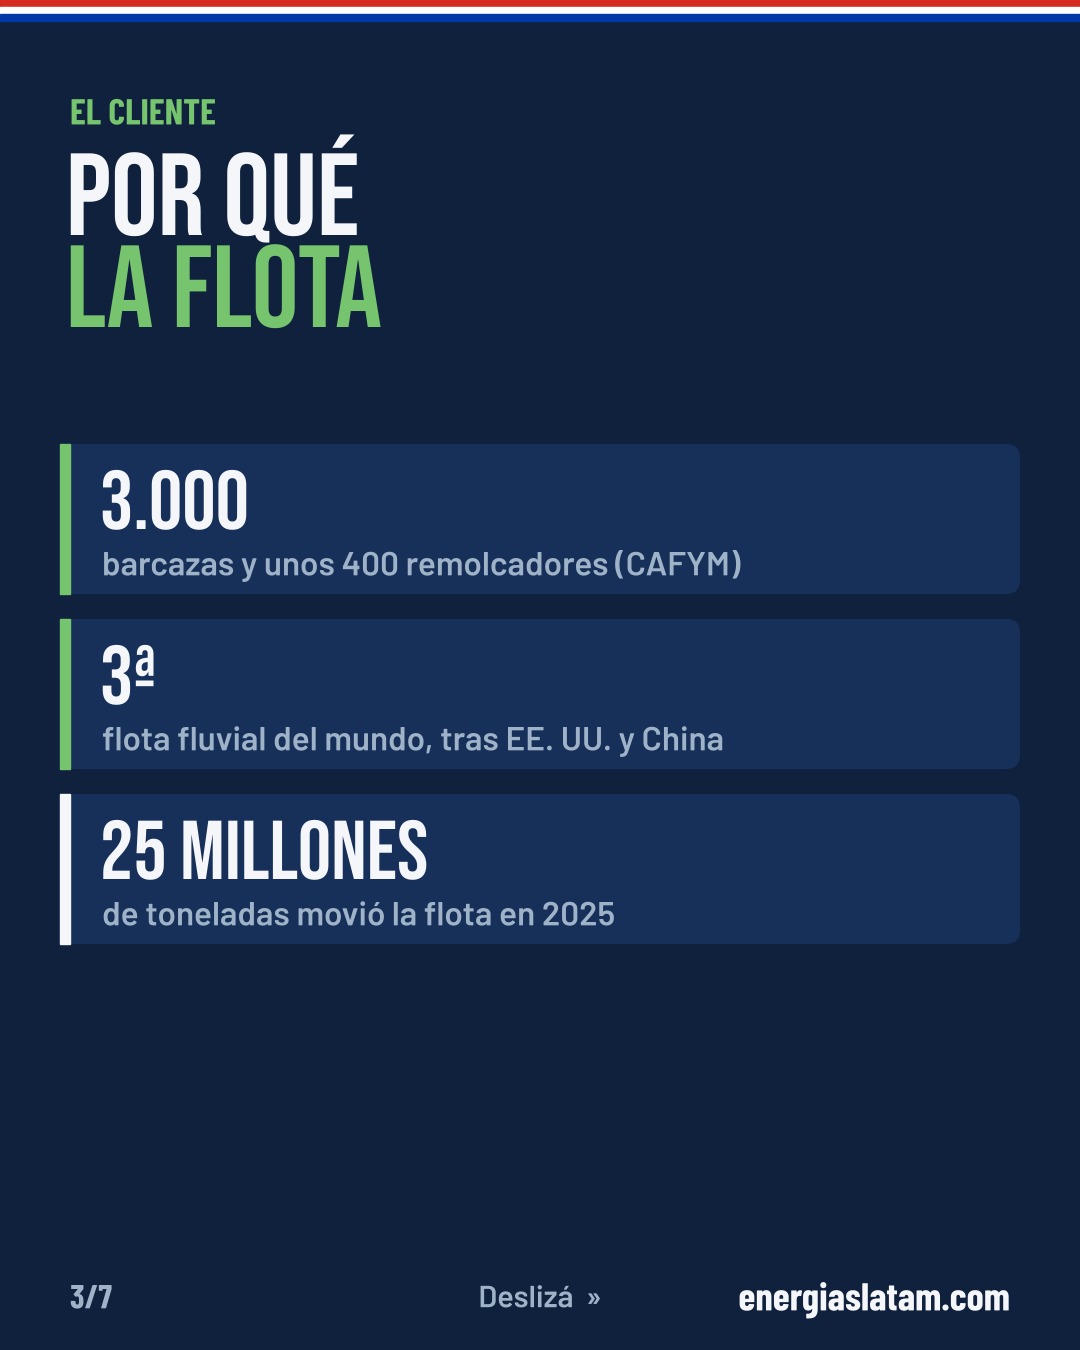 EL CLIENTE
POR QUÉ
LA FLOTA
3.000
barcazas y unos 400 remolcadores (CAFYM)
3ª
flota fluvial del mundo, tras EE. UU. y China
25 MILLONES
de toneladas movió la flota en 2025
3/7
Deslizá »
energiaslatam.com